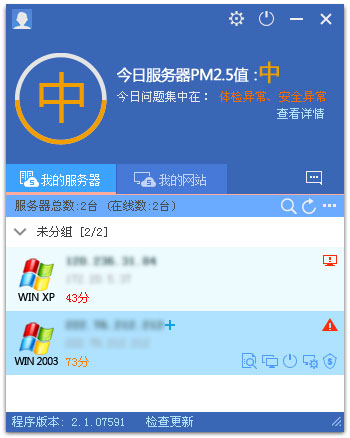 中
今日服务器PM2.5值:中
今日问题集中在: 体检异常、安全异常
查看详情
我的服务器
我的网站
服务器总数:2台 (在线数:2台)
未分组 [2/2]
WIN XP
43分
WIN 2003
73分
程序版本: 2.1.07591 检查更新